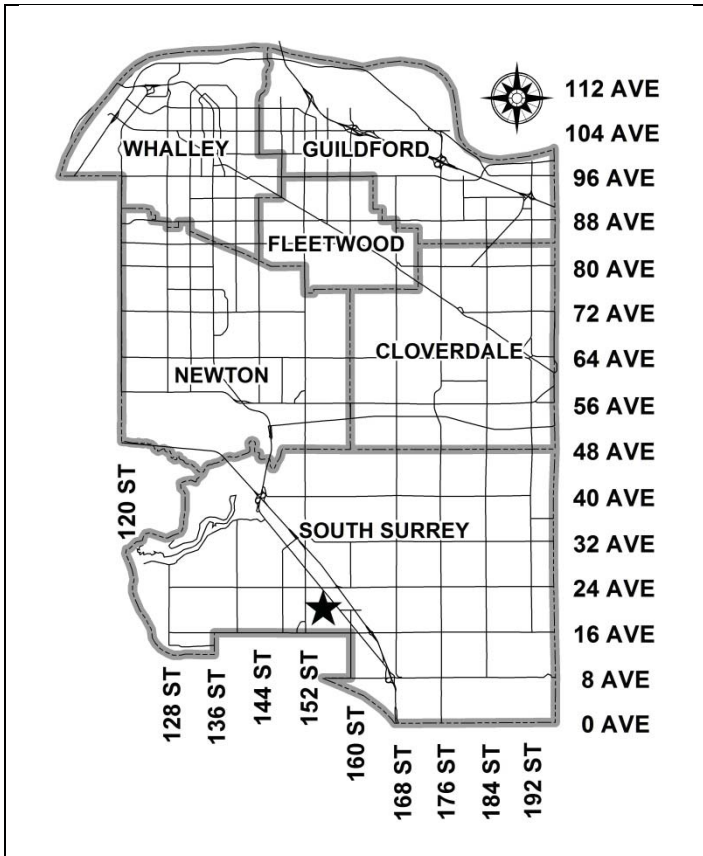 112 AVE
104 AVE
WHALLEY
GUILDFORD
96 AVE
88 AVE
FLEETWOOD
80 AVE
72 AVE
CLOVERDALE
64 AVE
NEWTON
56 AVE
48 AVE
120 ST
40 AVE
SOUTH SURREY
32 AVE
24 AVE
16 AVE
8 AVE
0 AVE
128 ST
136 ST
144 ST
152 ST
160 ST
168 ST
176 ST
184 ST
192 ST